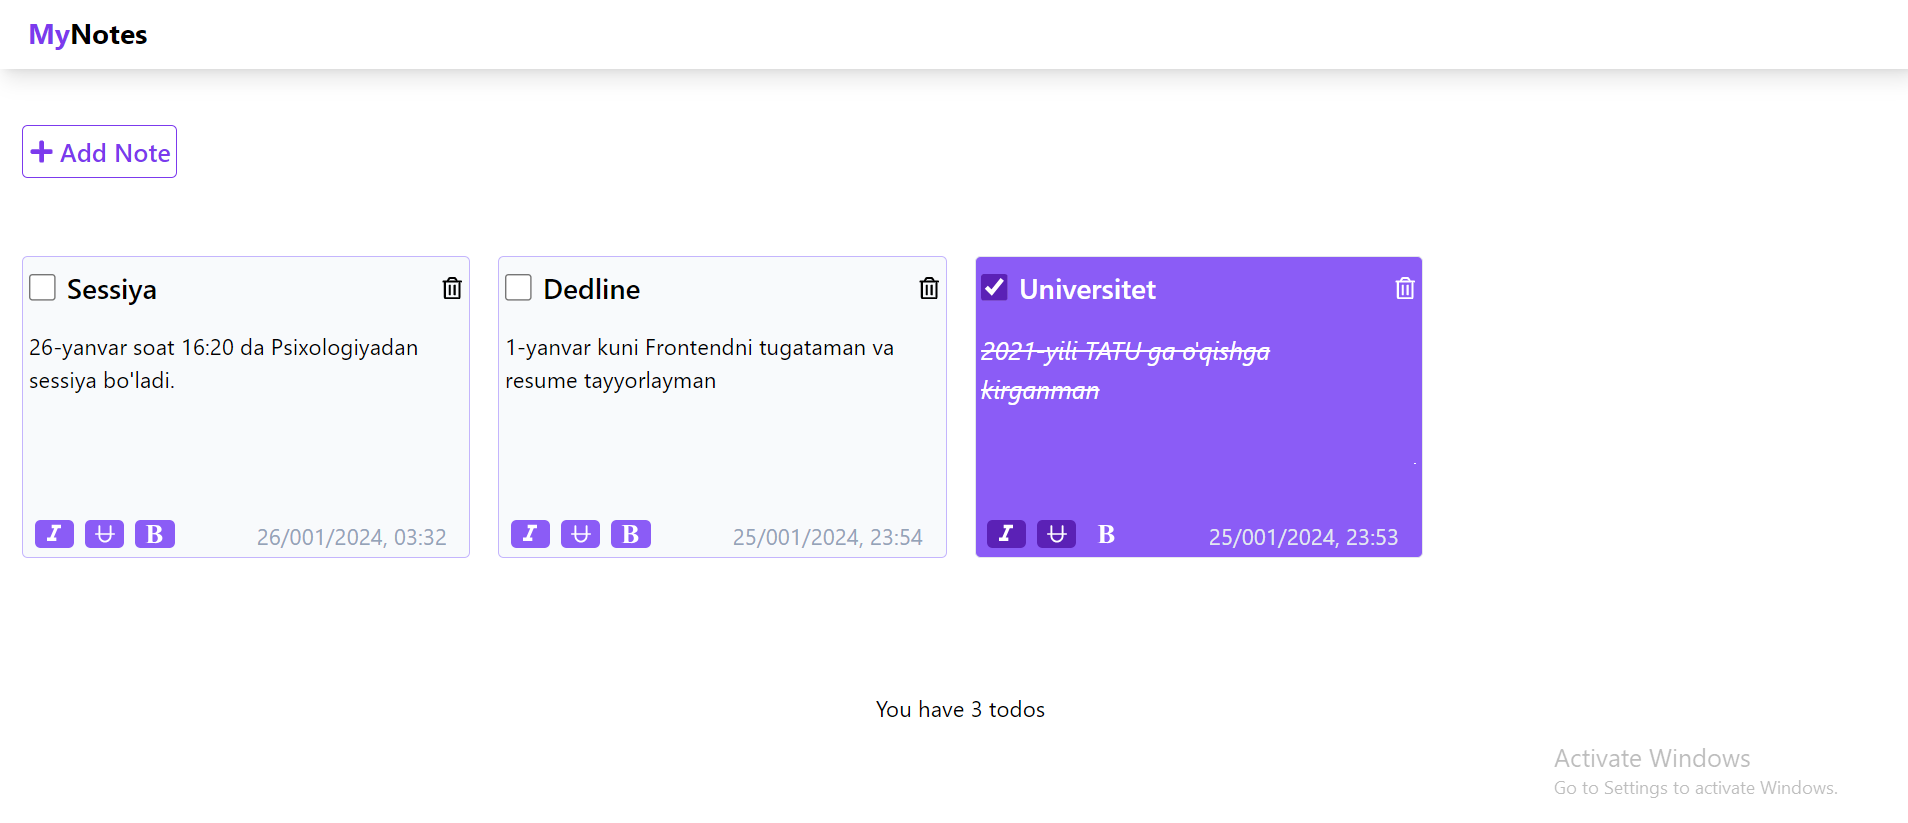 MyNotes
Add Note
Sessiya
26-yanvar soat 16:20 da Psixologiyadan
sessiya bo'ladi.
I U B 26/001/2024, 03:32
Dedline
1-yanvar kuni Frontendni tugataman va
resume tayyorlayman
I U B 25/001/2024, 23:54
Universitet
2021-yili TATU ga o'qishga
kirganman
I U B 25/001/2024, 23:53
You have 3 todos
Activate Windows
Go to Settings to activate Windows.